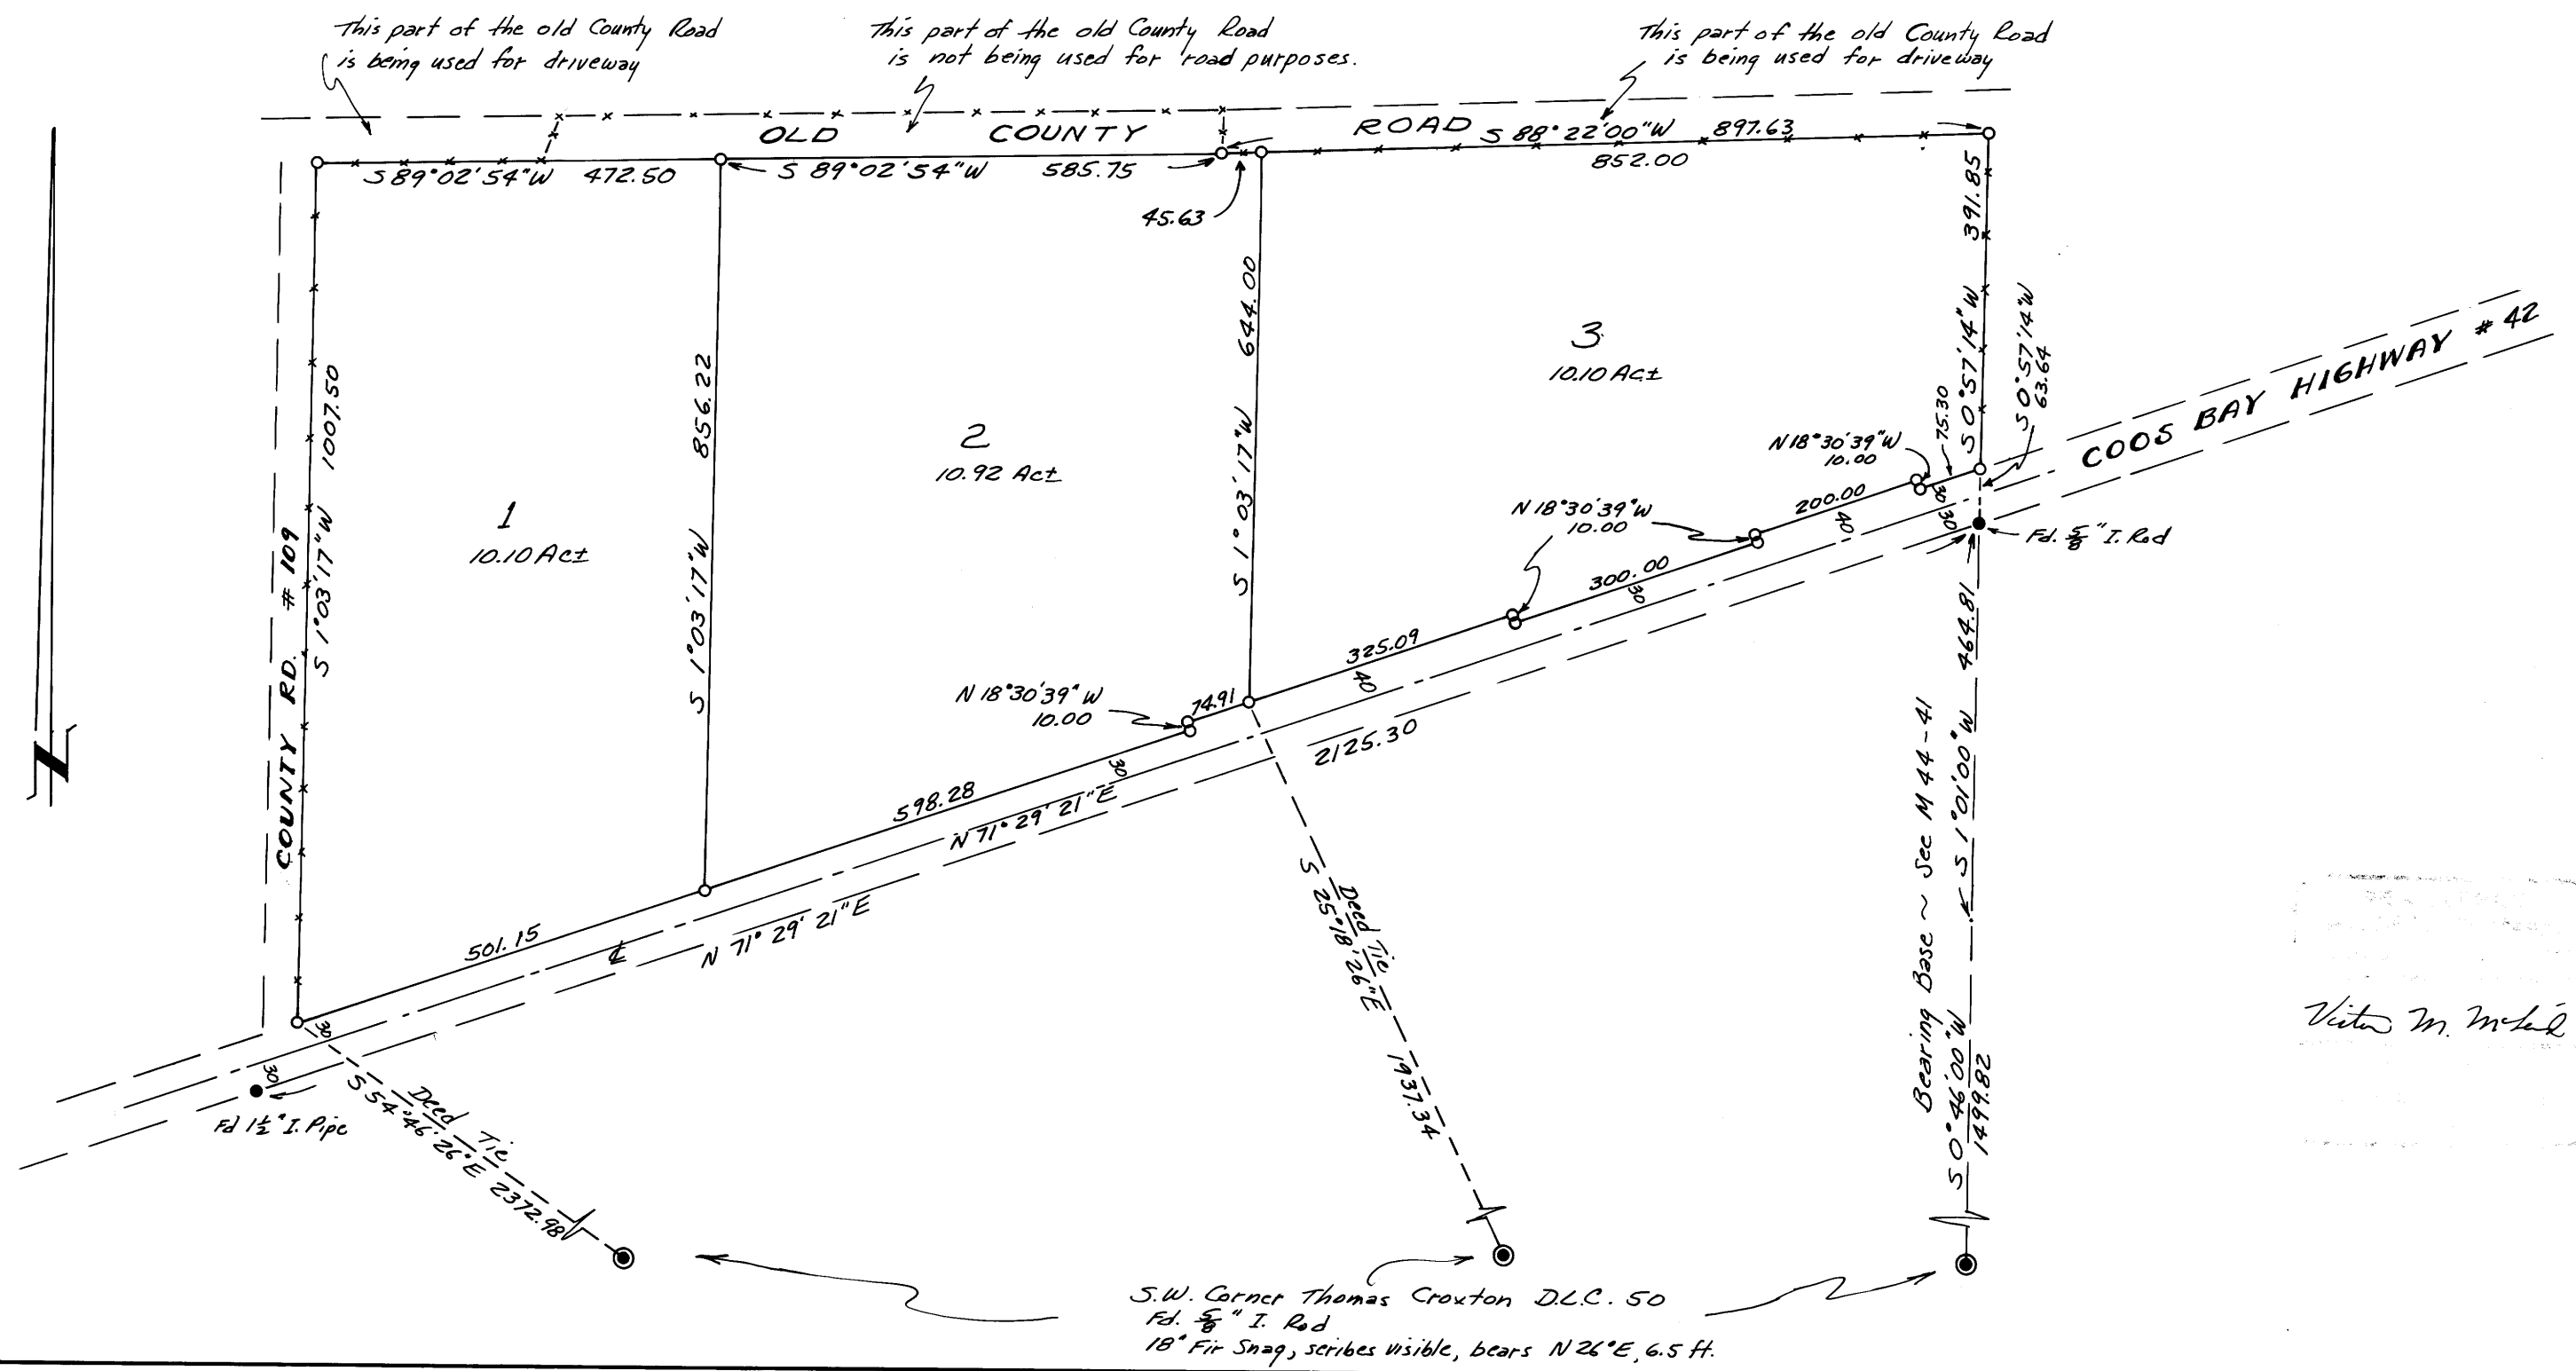 This part of the old County Road
is being used for driveway
This part of the old County Road
is not being used for road purposes.
This part of the old County Road
is being used for driveway
OLD COUNTY ROAD
S 88°22'00"W 897.63
852.00
S 89°02'54"W 472.50
S 89°02'54"W 585.75
45.63
COUNTY RD. # 109
S 1°03'17"W 1007.50
1
10.10 Ac±
S 1°03'17"W 856.22
2
10.92 Ac±
S 1°03'17"W 644.00
3
10.10 Ac±
S 0°57'14"W 391.85
S 0°57'14"W
63.64
COOS BAY HIGHWAY # 42
N 18°30'39"W
10.00
75.30
30
30
200.00
40
N 18°30'39"W
10.00
300.00
30
325.09
40
Fd. 5/8" I. Rod
N 18°30'39"W
10.00
74.91
598.28
30
N 71°29'21"E
2125.30
501.15
℄
N 71°29'21"E
30
30
Fd 1½" I. Pipe
Deed Tie
S 54°46'26"E 2372.98
Deed Tie
S 25°18'26"E 1937.34
Bearing Base ~ See M 44-41
S 1°01'00"W 464.81
S 0°46'00"W
1499.82
S.W. Corner Thomas Croxton D.L.C. 50
Fd. 5/8" I. Rod
18" Fir Snag, scribes visible, bears N 26°E, 6.5 ft.
N
M.